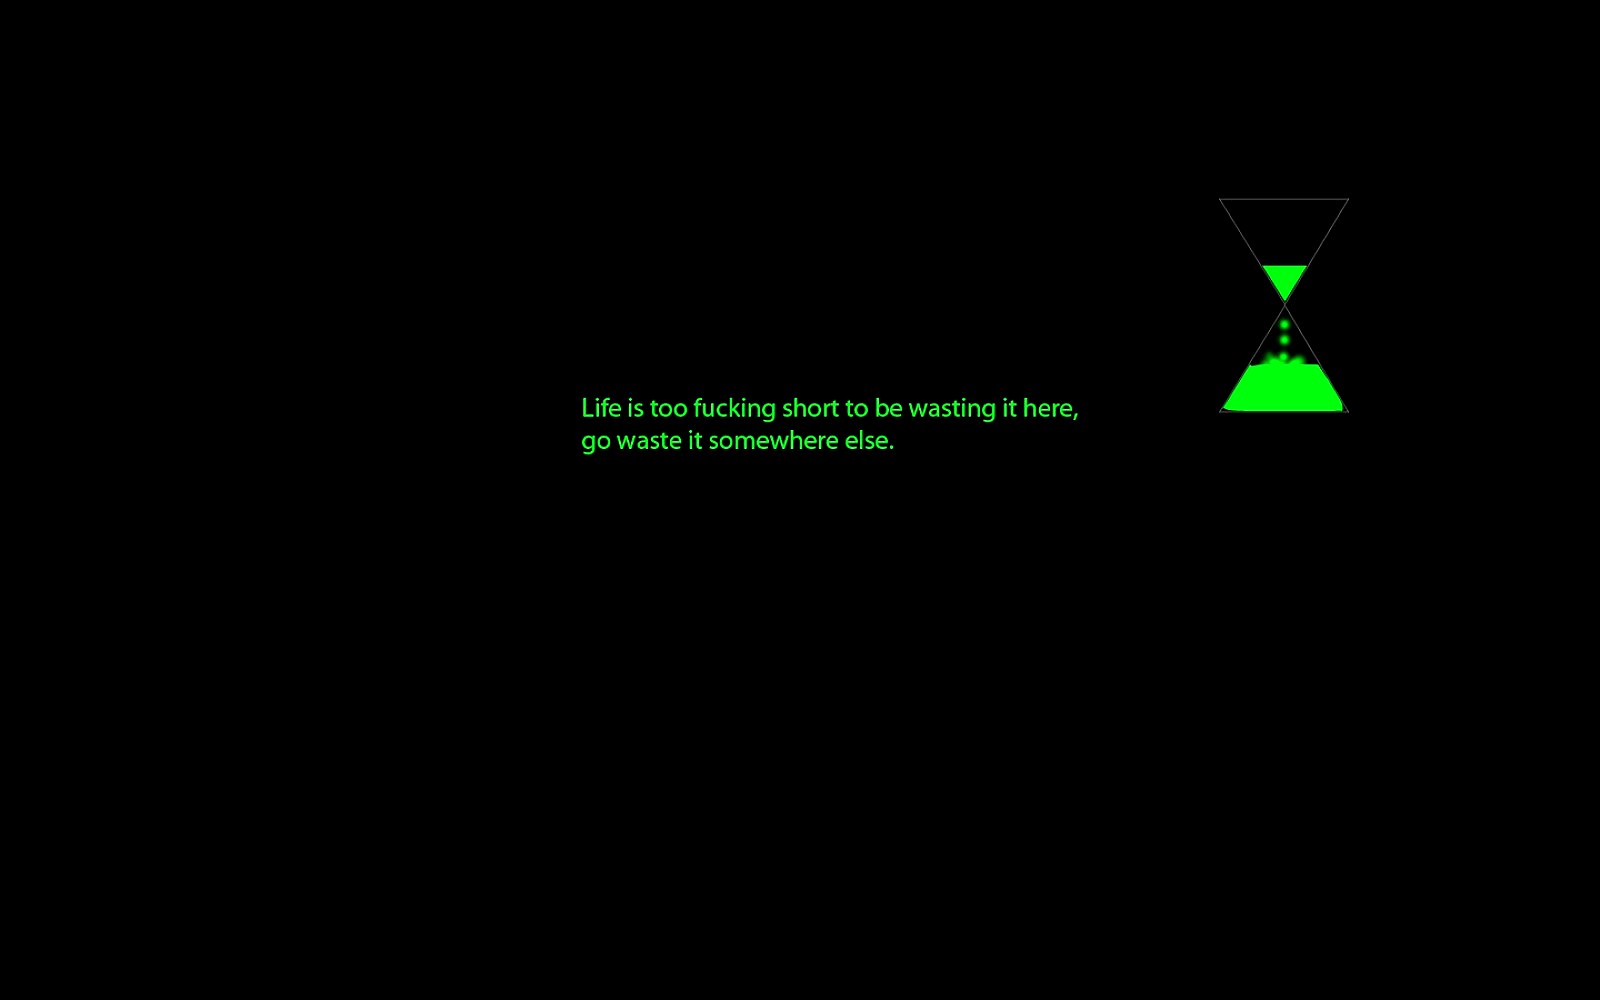 Life is too fucking short to be wasting it here,
go waste it somewhere else.